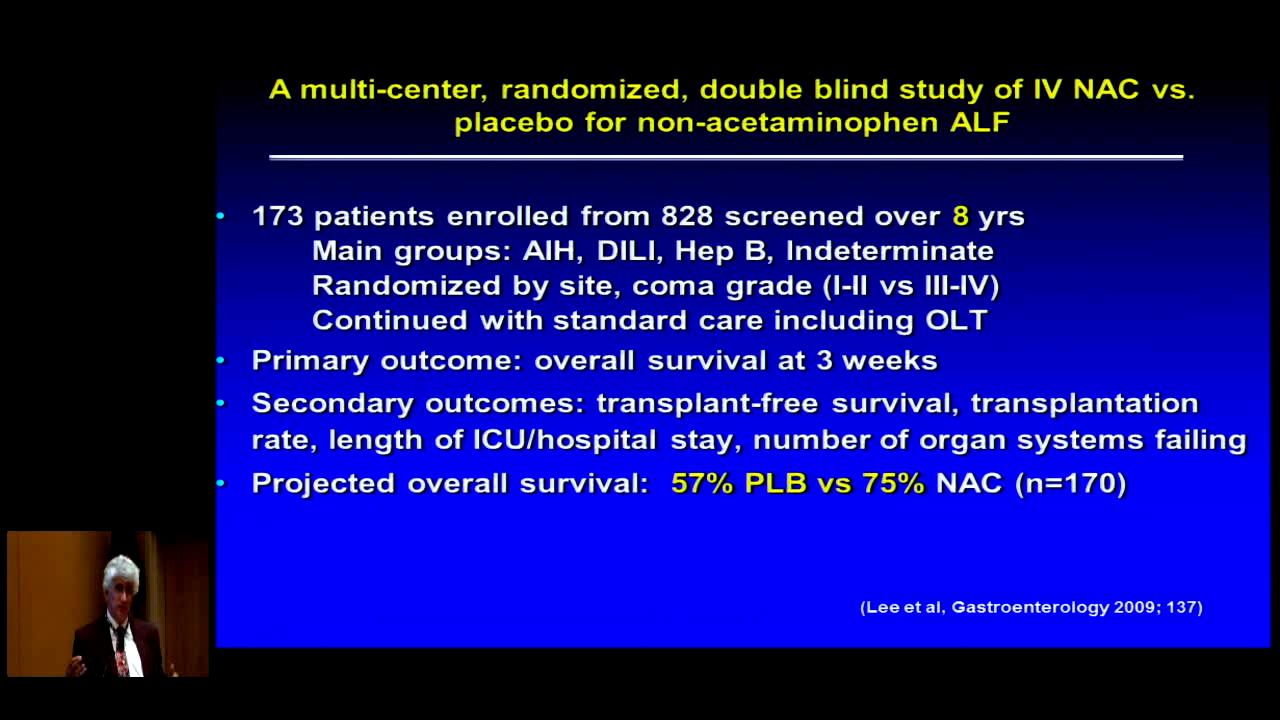 A multi-center, randomized, double blind study of IV NAC vs.
placebo for non-acetaminophen ALF
• 173 patients enrolled from 828 screened over 8 yrs
Main groups: AIH, DILI, Hep B, Indeterminate
Randomized by site, coma grade (I-II vs III-IV)
Continued with standard care including OLT
• Primary outcome: overall survival at 3 weeks
• Secondary outcomes: transplant-free survival, transplantation
rate, length of ICU/hospital stay, number of organ systems failing
• Projected overall survival: 57% PLB vs 75% NAC (n=170)
(Lee et al, Gastroenterology 2009; 137)